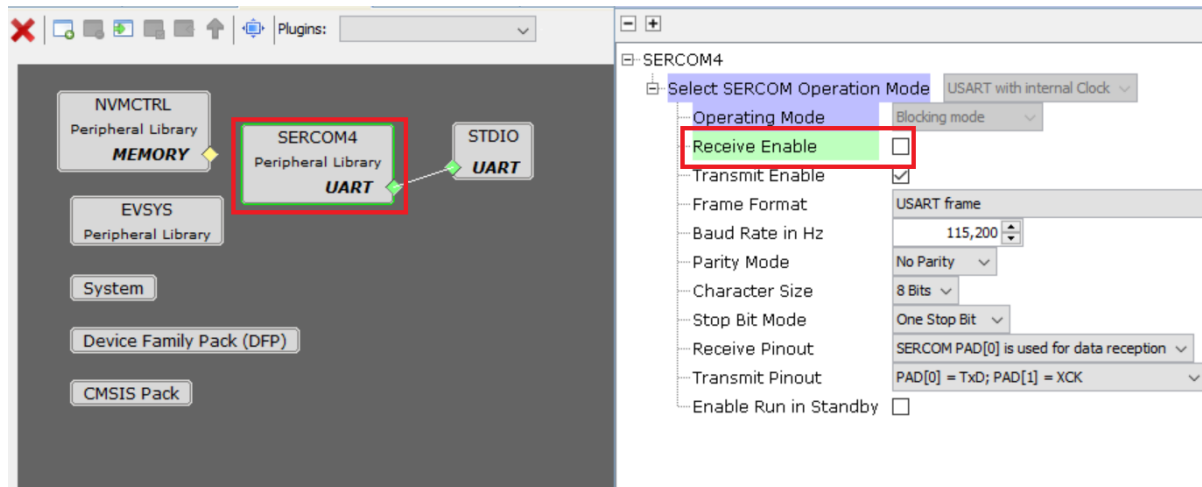 Plugins:
NVMCTRL
Peripheral Library
MEMORY
SERCOM4
Peripheral Library
UART
STDIO
UART
EVSYS
Peripheral Library
System
Device Family Pack (DFP)
CMSIS Pack
SERCOM4
Select SERCOM Operation Mode USART with internal Clock
Operating Mode Blocking mode
Receive Enable
Transmit Enable
Frame Format USART frame
Baud Rate in Hz 115,200
Parity Mode No Parity
Character Size 8 Bits
Stop Bit Mode One Stop Bit
Receive Pinout SERCOM PAD[0] is used for data reception
Transmit Pinout PAD[0] = TxD; PAD[1] = XCK
Enable Run in Standby